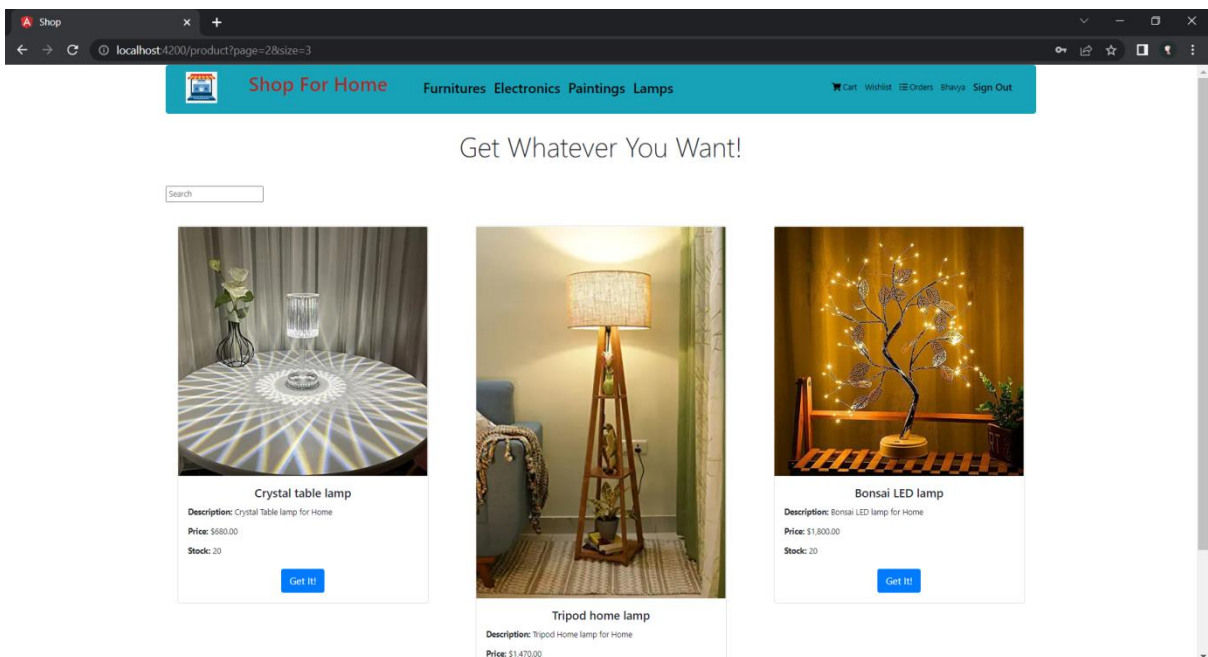 Shop
localhost:4200/product?page=2&size=3
Shop For Home
Furnitures Electronics Paintings Lamps
Cart Wishlist Orders Bhavya Sign Out
Get Whatever You Want!
Search
Crystal table lamp
Description: Crystal Table lamp for Home
Price: $680.00
Stock: 20
Get It!
Tripod home lamp
Description: Tripod Home lamp for Home
Price: $1,470.00
Bonsai LED lamp
Description: Bonsai LED lamp for Home
Price: $1,800.00
Stock: 20
Get It!